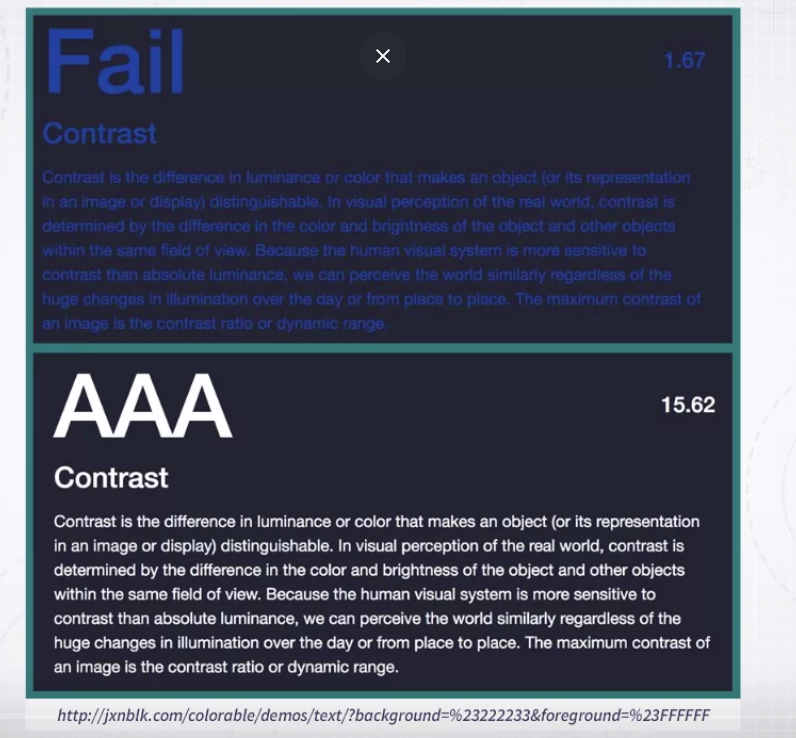 Fail
1.67
Contrast
Contrast is the difference in luminance or color that makes an object (or its representation
in an image or display) distinguishable. In visual perception of the real world, contrast is
determined by the difference in the color and brightness of the object and other objects
within the same field of view. Because the human visual system is more sensitive to
contrast than absolute luminance, we can perceive the world similarly regardless of the
huge changes in illumination over the day or from place to place. The maximum contrast of
an image is the contrast ratio or dynamic range.
AAA
15.62
Contrast
Contrast is the difference in luminance or color that makes an object (or its representation
in an image or display) distinguishable. In visual perception of the real world, contrast is
determined by the difference in the color and brightness of the object and other objects
within the same field of view. Because the human visual system is more sensitive to
contrast than absolute luminance, we can perceive the world similarly regardless of the
huge changes in illumination over the day or from place to place. The maximum contrast of
an image is the contrast ratio or dynamic range.
http://jxnblk.com/colorable/demos/text/?background=%23222233&foreground=%23FFFFFF